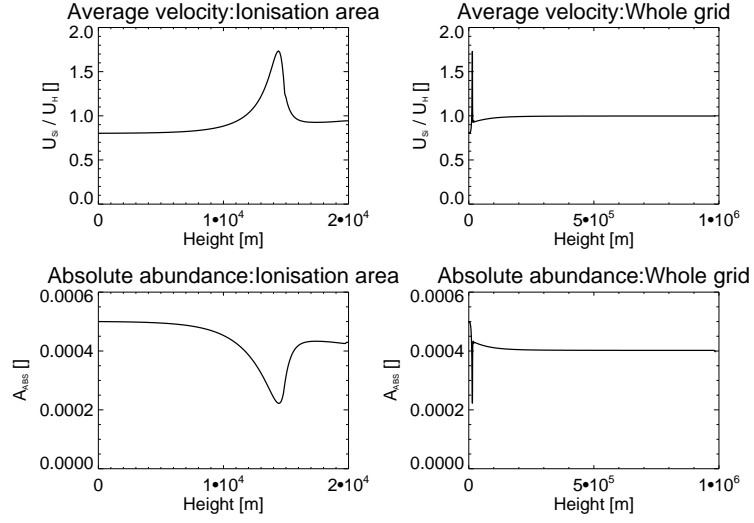 Average velocity:Ionisation area
2.0
1.5
1.0
0.5
0.0
U_Si / U_H []
0
1•10^4
2•10^4
Height [m]
Average velocity:Whole grid
2.0
1.5
1.0
0.5
0.0
U_Si / U_H []
0
5•10^5
1•10^6
Height [m]
Absolute abundance:Ionisation area
0.0006
0.0004
0.0002
0.0000
A_ABS []
0
1•10^4
2•10^4
Height [m]
Absolute abundance:Whole grid
0.0006
0.0004
0.0002
0.0000
A_ABS []
0
5•10^5
1•10^6
Height [m]